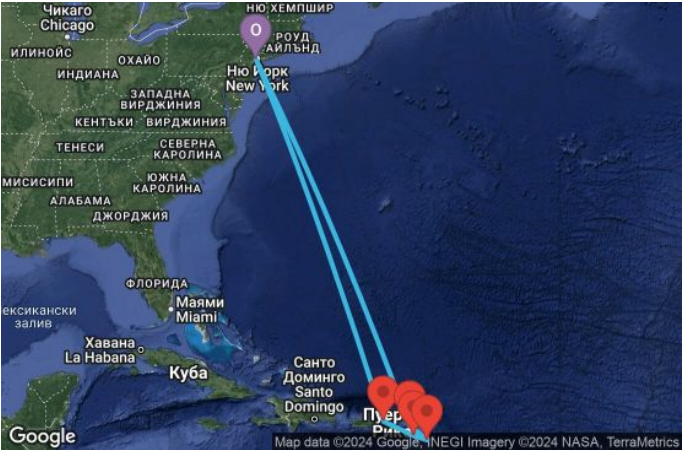 Чикаго
Chicago
НЮ ХЕМПШИР
O
РОУД
АЙЛЪНД
ИЛИНОЙС
ОХАЙО
ИНДИАНА
Ню Йорк
New York
ЗАПАДНА
ВИРДЖИНИЯ
КЕНТЪКИ
ВИРДЖИНИЯ
ТЕНЕСИ
СЕВЕРНА
КАРОЛИНА
МИСИСИПИ
ЮЖНА
КАРОЛИНА
АЛАБАМА
ДЖОРДЖИЯ
ФЛОРИДА
Маями
Miami
ексикански
залив
Хавана
La Habana
Куба
Санто
Доминго
Santo
Domingo
Пуер
Рико
Google
Map data ©2024 Google, INEGI Imagery ©2024 NASA, TerraMetrics